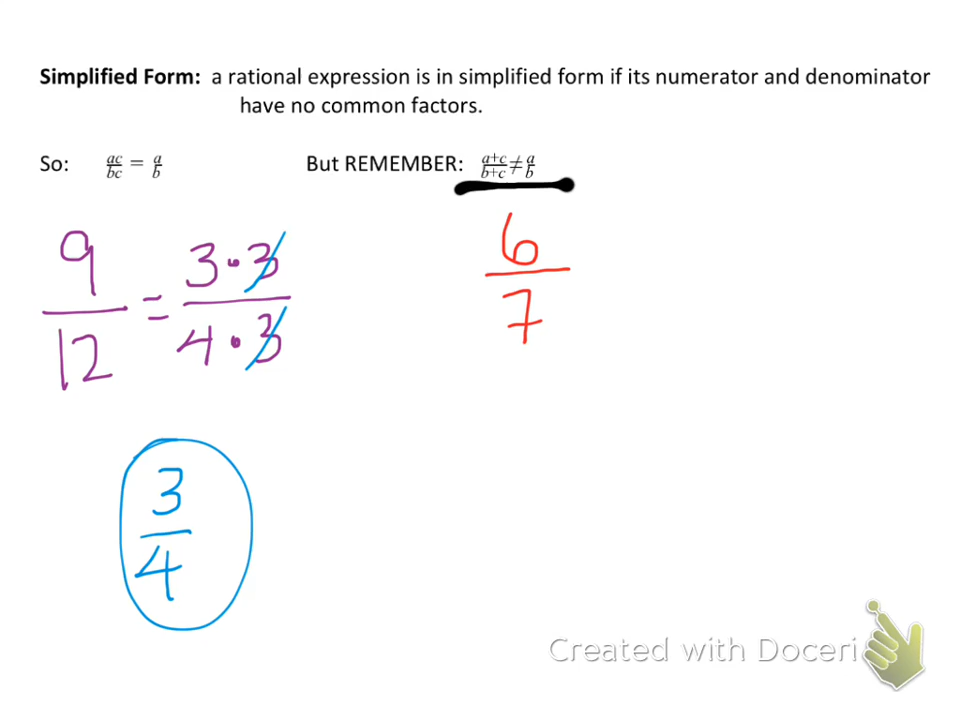 Simplified Form: a rational expression is in simplified form if its numerator and denominator
have no common factors.
So: ac/bc = a/b But REMEMBER: a+c/b+c ≠ a/b
9/12 = 3·3/4·3 6/7
3/4
Created with Doceri